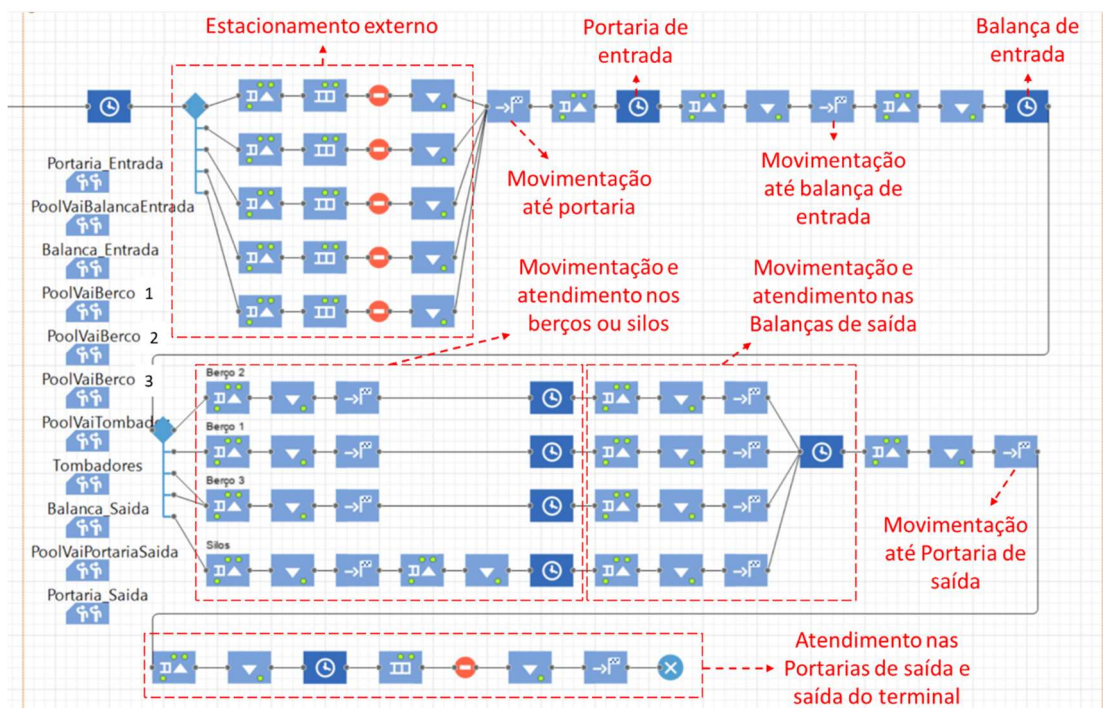 Estacionamento externo
Portaria de
entrada
Balança de
entrada
Movimentação
até portaria
Movimentação
até balança de
entrada
Portaria_Entrada
PoolVaiBalancaEntrada
Balanca_Entrada
PoolVaiBerco 1
PoolVaiBerco 2
PoolVaiBerco 3
PoolVaiTombador
Tombadores
Balanca_Saida
PoolVaiPortariaSaida
Portaria_Saida
Movimentação e
atendimento nos
berços ou silos
Movimentação e
atendimento nas
Balanças de saída
Berço 2
Berço 1
Berço 3
Silos
Movimentação
até Portaria de
saída
Atendimento nas
Portarias de saída e
saída do terminal